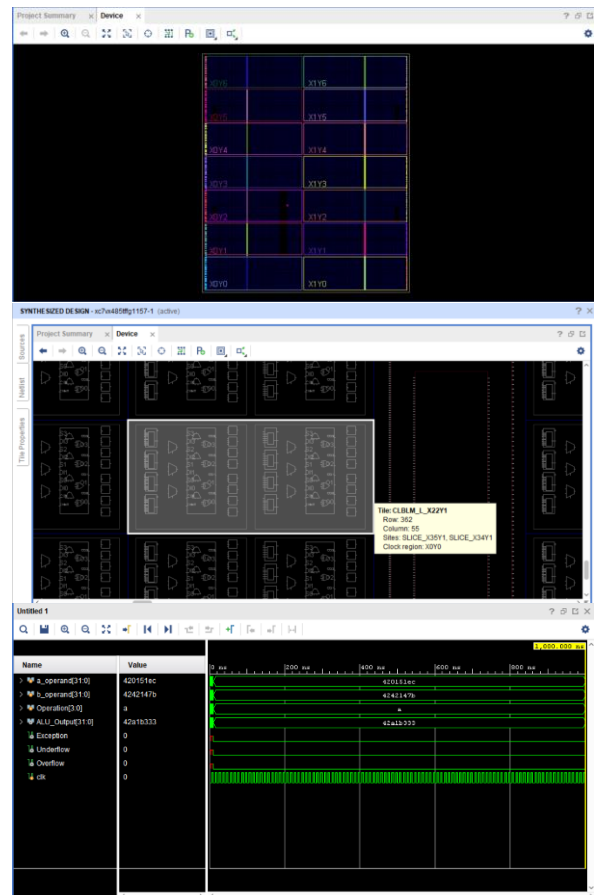 Project Summary × Device ×
X0Y6 X1Y6
X0Y5 X1Y5
X0Y4 X1Y4
X0Y3 X1Y3
X0Y2 X1Y2
X0Y1 X1Y1
X0Y0 X1Y0
SYNTHESIZED DESIGN - xc7vx485tffg1157-1 (active)
Sources
Netlist
Tile Properties
Project Summary × Device ×
Tile: CLBLM_L_X22Y1
Row: 362
Column: 55
Sites: SLICE_X35Y1, SLICE_X34Y1
Clock region: X0Y0
Untitled 1
1,000.000 ns
Name Value 0 ns 200 ns 400 ns 600 ns 800 ns
a_operand[31:0] 420151ec 420151ec
b_operand[31:0] 4242147b 4242147b
Operation[3:0] a a
ALU_Output[31:0] 42a1b333 42a1b333
Exception 0
Underflow 0
Overflow 0
clk 0